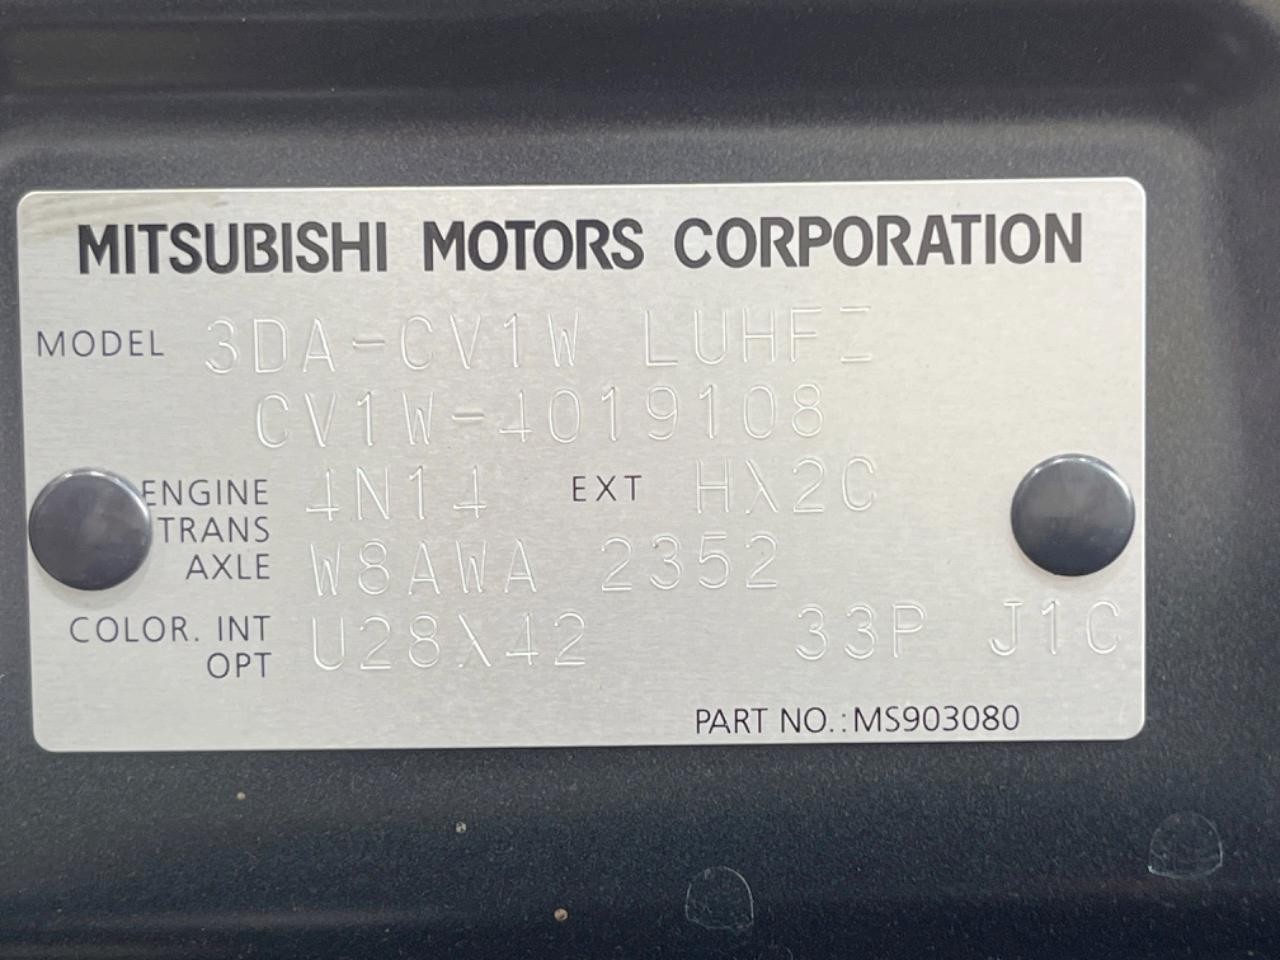 MITSUBISHI MOTORS CORPORATION
MODEL 3DA-CV1W LUHFZ
CV1W-4019108
ENGINE 4N14 EXT HX2C
TRANS
AXLE W8AWA 2352
COLOR. INT
OPT U28X42 33P J1C
PART NO.:MS903080